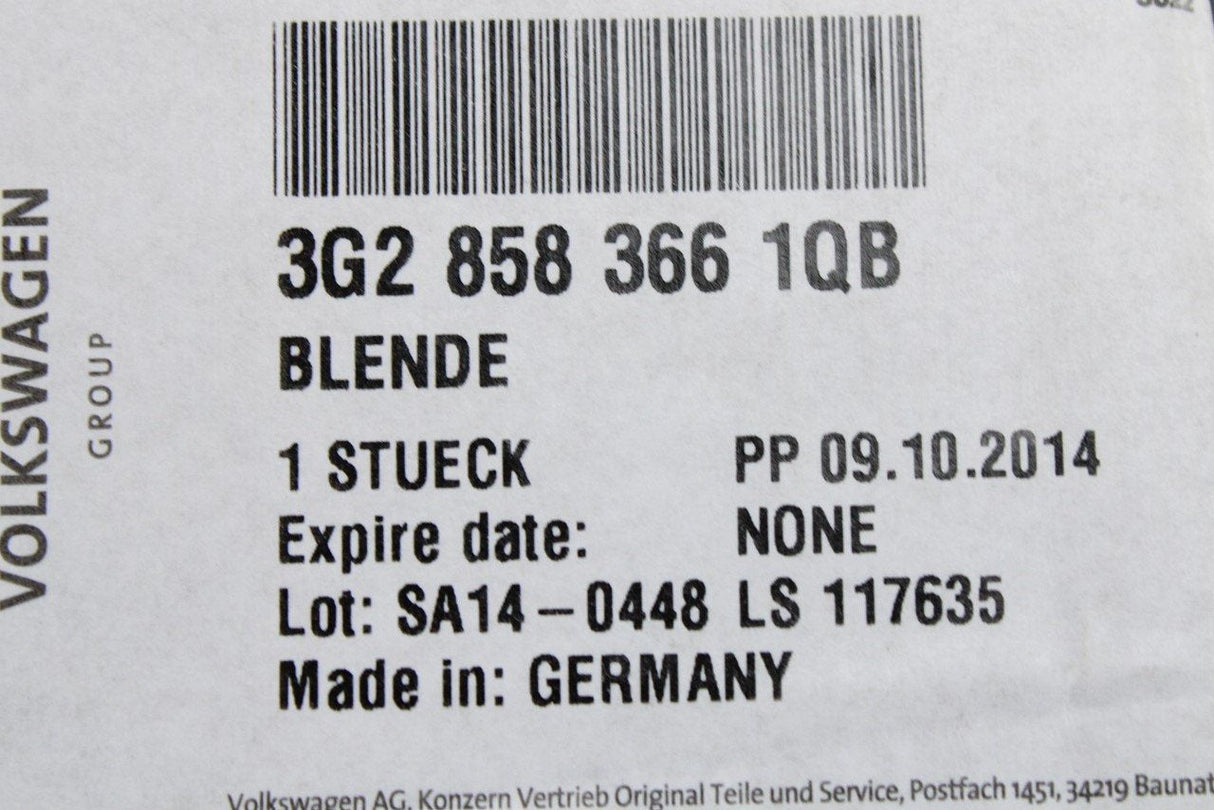 VOLKSWAGEN
GROUP
3G2 858 366 1QB
BLENDE
1 STUECK PP 09.10.2014
Expire date: NONE
Lot: SA14-0448 LS 117635
Made in: GERMANY
Volkswagen AG, Konzern Vertrieb Original Teile und Service, Postfach 1451, 34219 Baunat